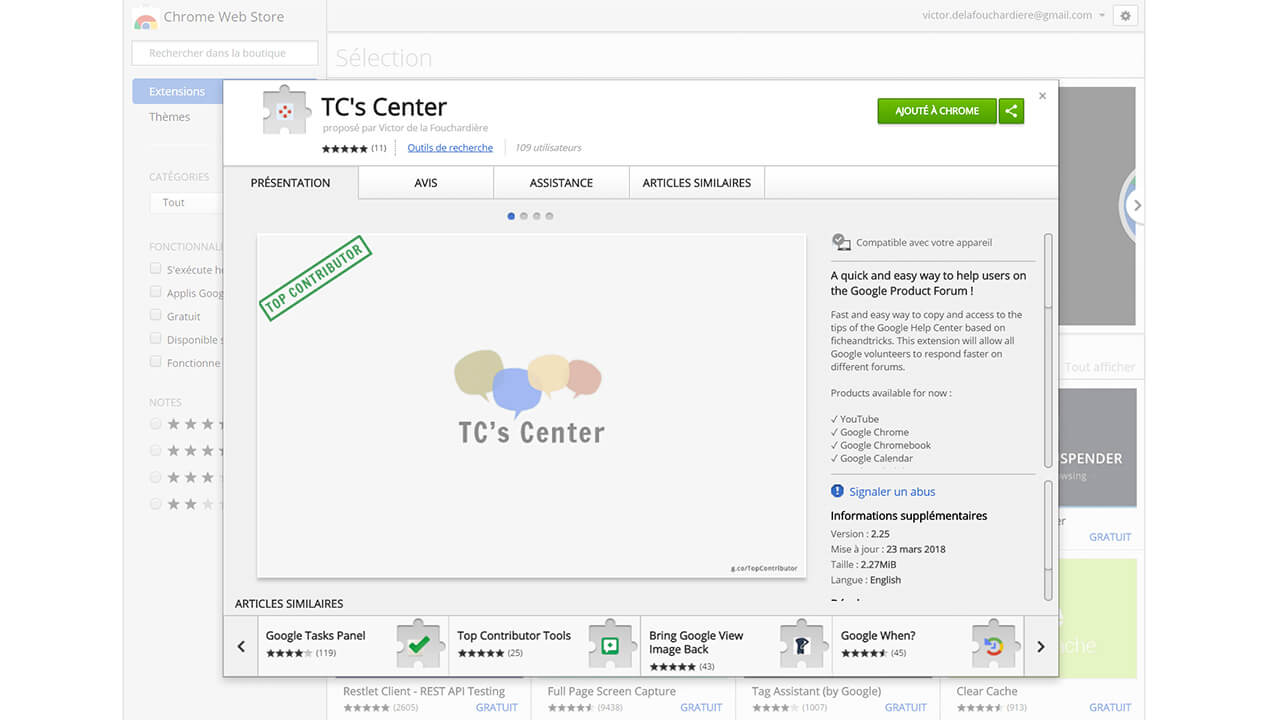 Chrome Web Store
victor.delafouchardiere@gmail.com
Rechercher dans la boutique
Sélection
Extensions
Thèmes
CATÉGORIES
Tout
FONCTIONNALI
S'exécute h
Applis Goog
Gratuit
Disponible s
Fonctionne
NOTES
TC's Center
proposé par Victor de la Fouchardière
(11)
Outils de recherche
109 utilisateurs
AJOUTÉ À CHROME
PRÉSENTATION
AVIS
ASSISTANCE
ARTICLES SIMILAIRES
TOP CONTRIBUTOR
TC's Center
g.co/TopContributor
Compatible avec votre appareil
A quick and easy way to help users on
the Google Product Forum !
Fast and easy way to copy and access to the
tips of the Google Help Center based on
ficheandtricks. This extension will allow all
Google volunteers to respond faster on
different forums.
Products available for now :
✓ YouTube
✓ Google Chrome
✓ Google Chromebook
✓ Google Calendar
Signaler un abus
Informations supplémentaires
Version : 2.25
Mise à jour : 23 mars 2018
Taille : 2.27MiB
Langue : English
Tout afficher
SPENDER
wsing
er
GRATUIT
ARTICLES SIMILAIRES
Google Tasks Panel
(119)
Top Contributor Tools
(25)
Bring Google View
Image Back
(43)
Google When?
(45)
che
Restlet Client - REST API Testing
(2605)
GRATUIT
Full Page Screen Capture
(9438)
GRATUIT
Tag Assistant (by Google)
(1007)
GRATUIT
Clear Cache
(913)
GRATUIT